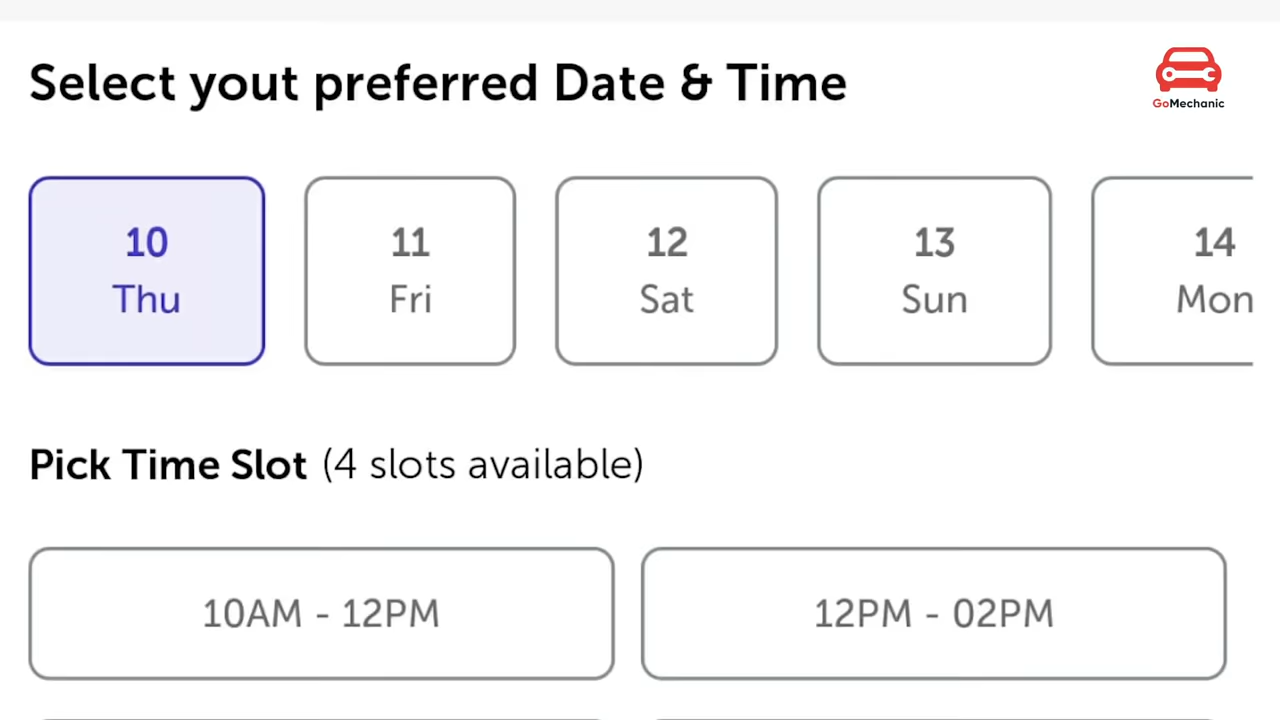 Select yout preferred Date & Time
GoMechanic
10 11 12 13 14
Thu Fri Sat Sun Mon
Pick Time Slot (4 slots available)
10AM - 12PM 12PM - 02PM